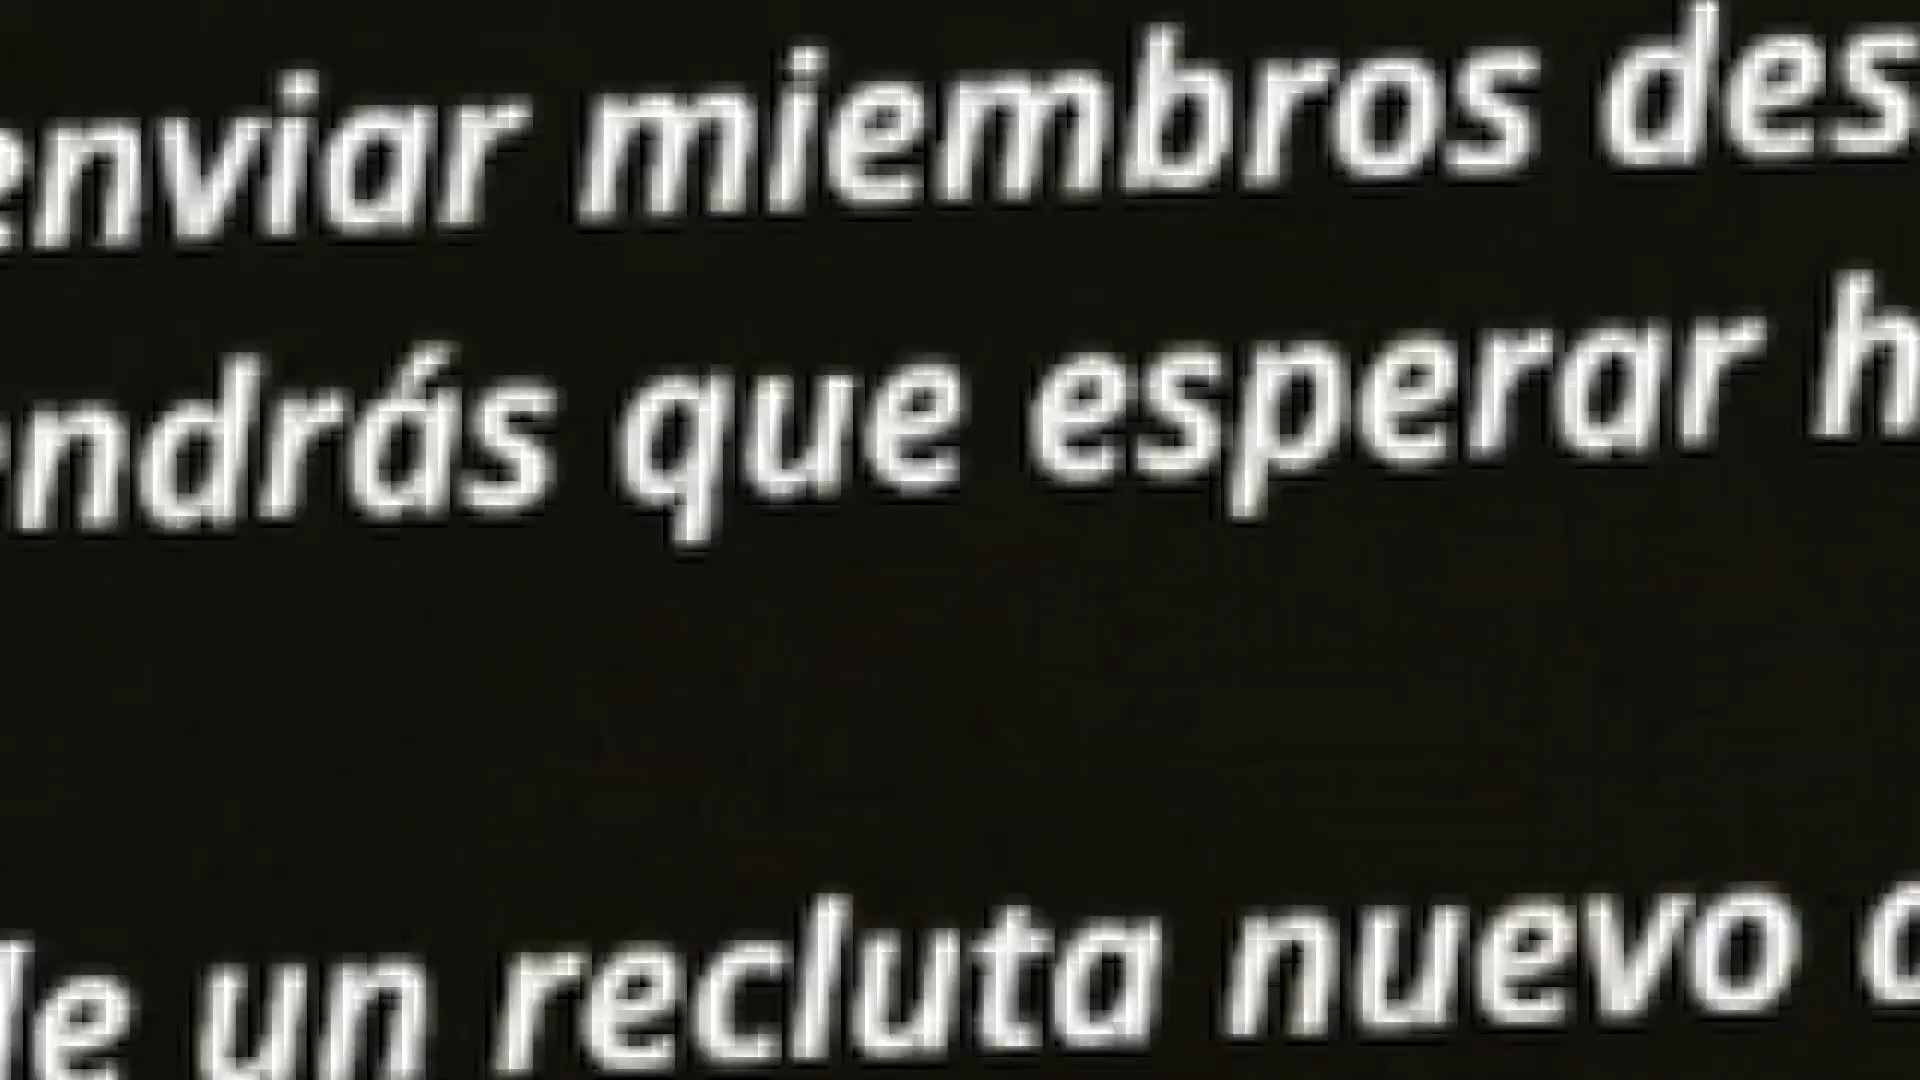 enviar miembros des
ndrás que esperar h
le un recluta nuevo